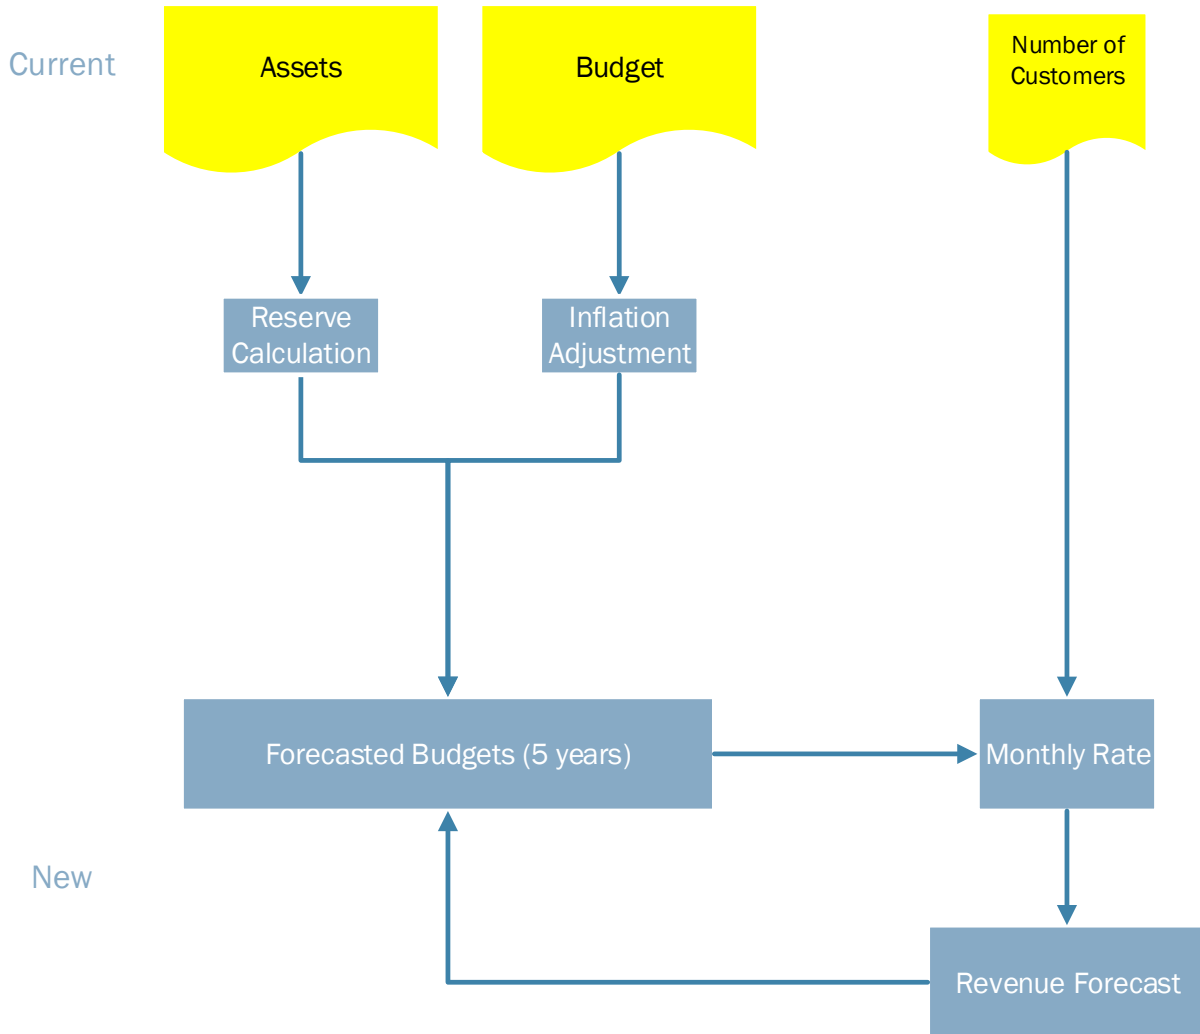 Current
Assets
Budget
Number of
Customers
Reserve
Calculation
Inflation
Adjustment
Forecasted Budgets (5 years)
Monthly Rate
New
Revenue Forecast